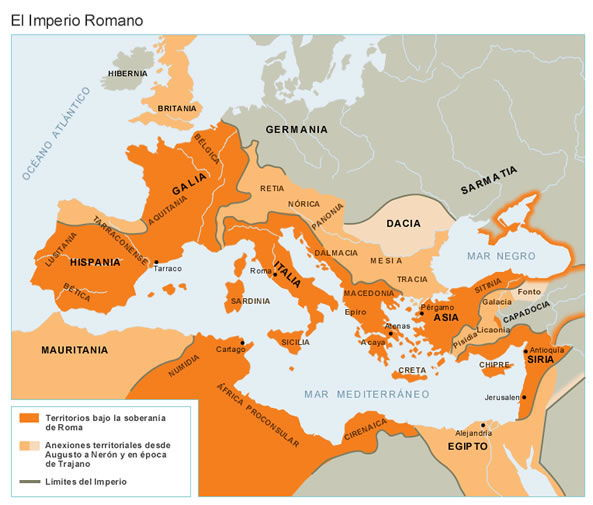 El Imperio Romano
HIBERNIA
BRITANIA
OCÉANO ATLÁNTICO
GERMANIA
BÉLGICA
SARMATIA
GALIA
RETIA
AQUITANIA
NÓRICA
PANONIA
DACIA
TARRACONENSE
LUSITANIA
MAR NEGRO
HISPANIA
Tarraco
ITALIA
Roma
DALMACIA
MESIA
TRACIA
BÉTICA
SARDINIA
MACEDONIA
SITINIA
Fonto
Galacia
Pérgamo
CAPADOCIA
Epiro
ASIA
Atenas
Licaonia
Pisidia
MAURITANIA
Cartago
SICILIA
Acaya
Antioquía
SIRIA
NUMIDIA
CRETA
CHIPRE
ÁFRICA PROCONSULAR
MAR MEDITERRÁNEO
Jerusalen
CIRENAICA
Alejandría
EGIPTO
Territorios bajo la soberanía
de Roma
Anexiones territoriales desde
Augusto a Nerón y en época
de Trajano
Limites del Imperio